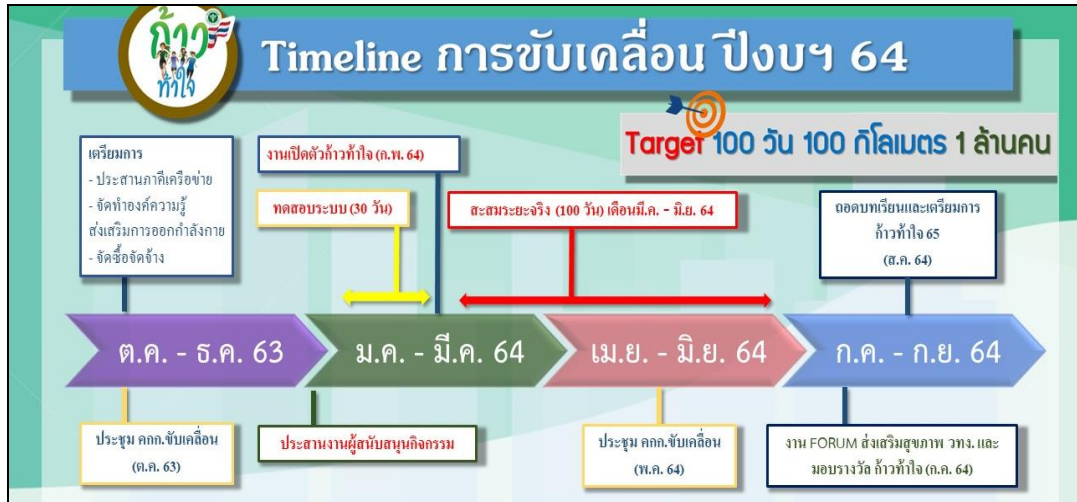 ก้าว
ทำใจ
Timeline การขับเคลื่อน ปีงบฯ 64
Target 100 วัน 100 กิโลเมตร 1 ล้านคน
เตรียมการ
- ประสานภาคีเครือข่าย
- จัดทำองค์ความรู้
ส่งเสริมการออกกำลังกาย
- จัดซื้อจัดจ้าง
งานเปิดตัวก้าวท้าใจ (ก.พ. 64)
ทดสอบระบบ (30 วัน)
สะสมระยะจริง (100 วัน) เดือนมี.ค. - มิ.ย. 64
ถอดบทเรียนและเตรียมการ
ก้าวท้าใจ 65
(ส.ค. 64)
ต.ค. - ธ.ค. 63
ม.ค. - มี.ค. 64
เม.ย. - มิ.ย. 64
ก.ค. - ก.ย. 64
ประชุม คกก.ขับเคลื่อน
(ต.ค. 63)
ประสานงานผู้สนับสนุนกิจกรรม
ประชุม คกก.ขับเคลื่อน
(พ.ค. 64)
งาน FORUM ส่งเสริมสุขภาพ วทง. และ
มอบรางวัล ก้าวท้าใจ (ก.ค. 64)